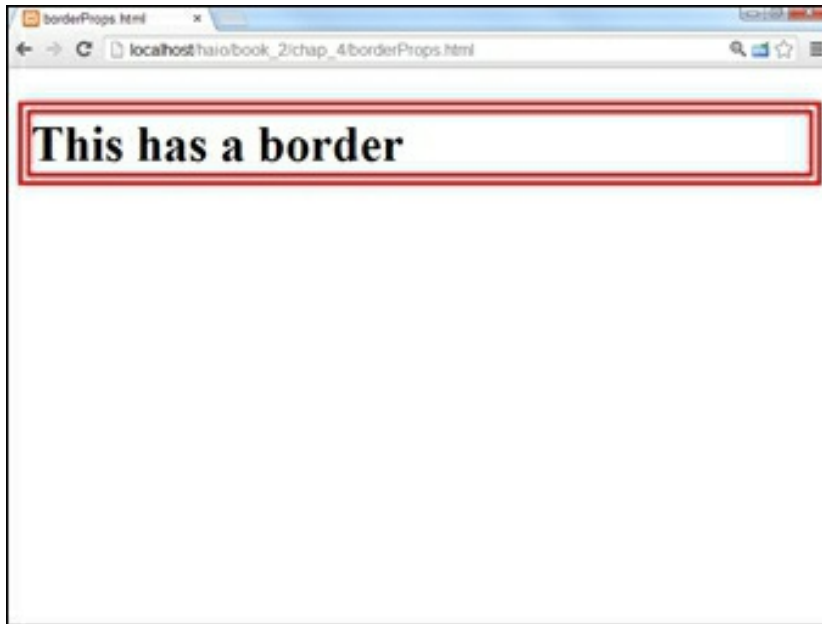 borderProps.html
localhost/haio/book_2/chap_4/borderProps.html
This has a border